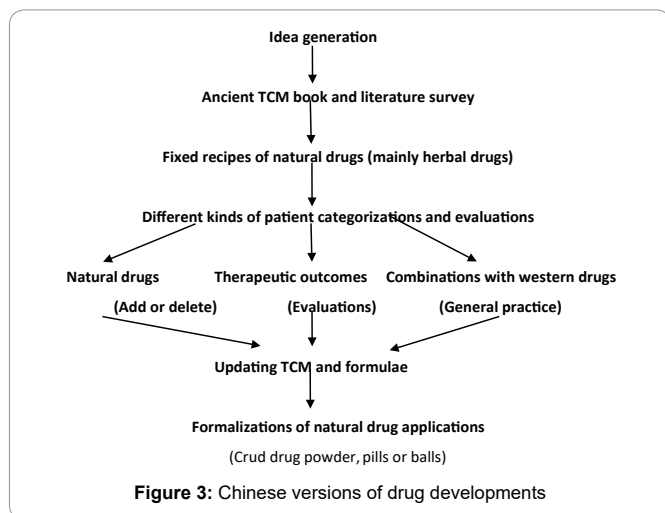 Idea generation
Ancient TCM book and literature survey
Fixed recipes of natural drugs (mainly herbal drugs)
Different kinds of patient categorizations and evaluations
Natural drugs Therapeutic outcomes Combinations with western drugs
(Add or delete) (Evaluations) (General practice)
Updating TCM and formulae
Formalizations of natural drug applications
(Crud drug powder, pills or balls)
Figure 3: Chinese versions of drug developments